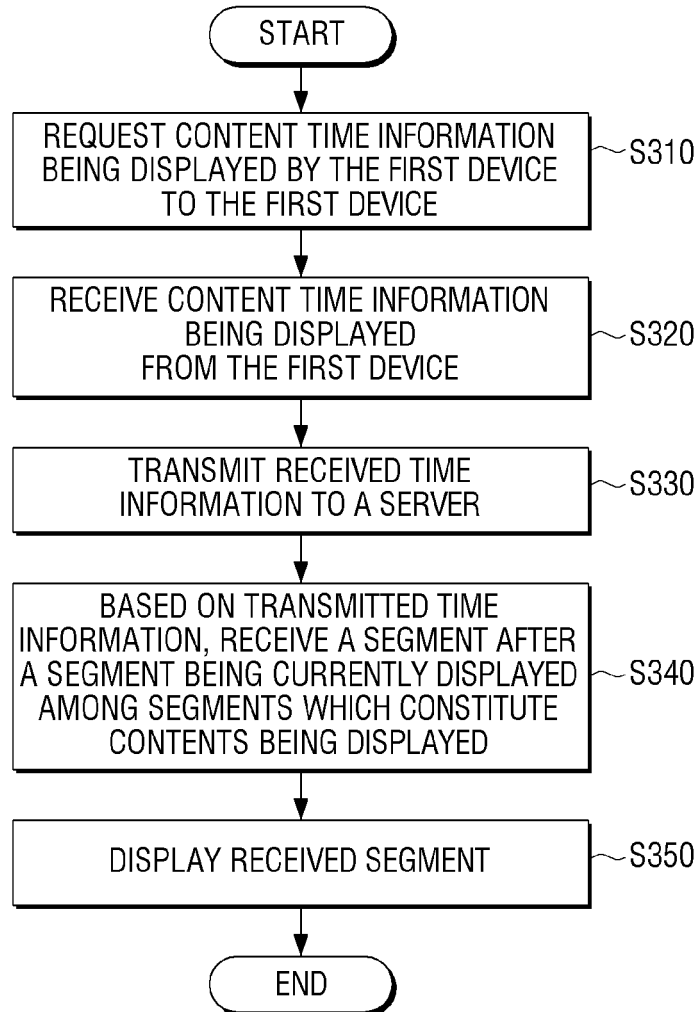 START
REQUEST CONTENT TIME INFORMATION
BEING DISPLAYED BY THE FIRST DEVICE
TO THE FIRST DEVICE
S310
RECEIVE CONTENT TIME INFORMATION
BEING DISPLAYED
FROM THE FIRST DEVICE
S320
TRANSMIT RECEIVED TIME
INFORMATION TO A SERVER
S330
BASED ON TRANSMITTED TIME
INFORMATION, RECEIVE A SEGMENT AFTER
A SEGMENT BEING CURRENTLY DISPLAYED
AMONG SEGMENTS WHICH CONSTITUTE
CONTENTS BEING DISPLAYED
S340
DISPLAY RECEIVED SEGMENT
S350
END